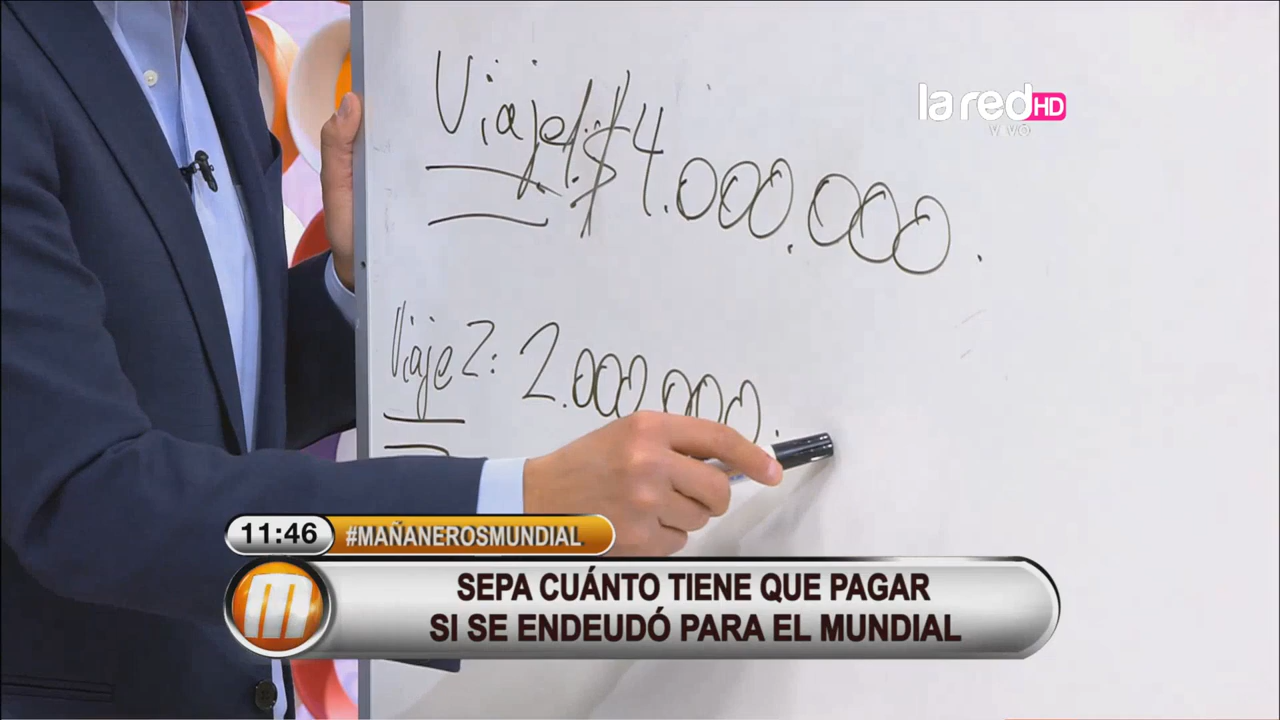 Viaje 1: $4.000.000.
la red HD
VIVO
Viaje 2: 2.000.000.
11:46 #MAÑANEROSMUNDIAL
m
SEPA CUÁNTO TIENE QUE PAGAR
SI SE ENDEUDÓ PARA EL MUNDIAL